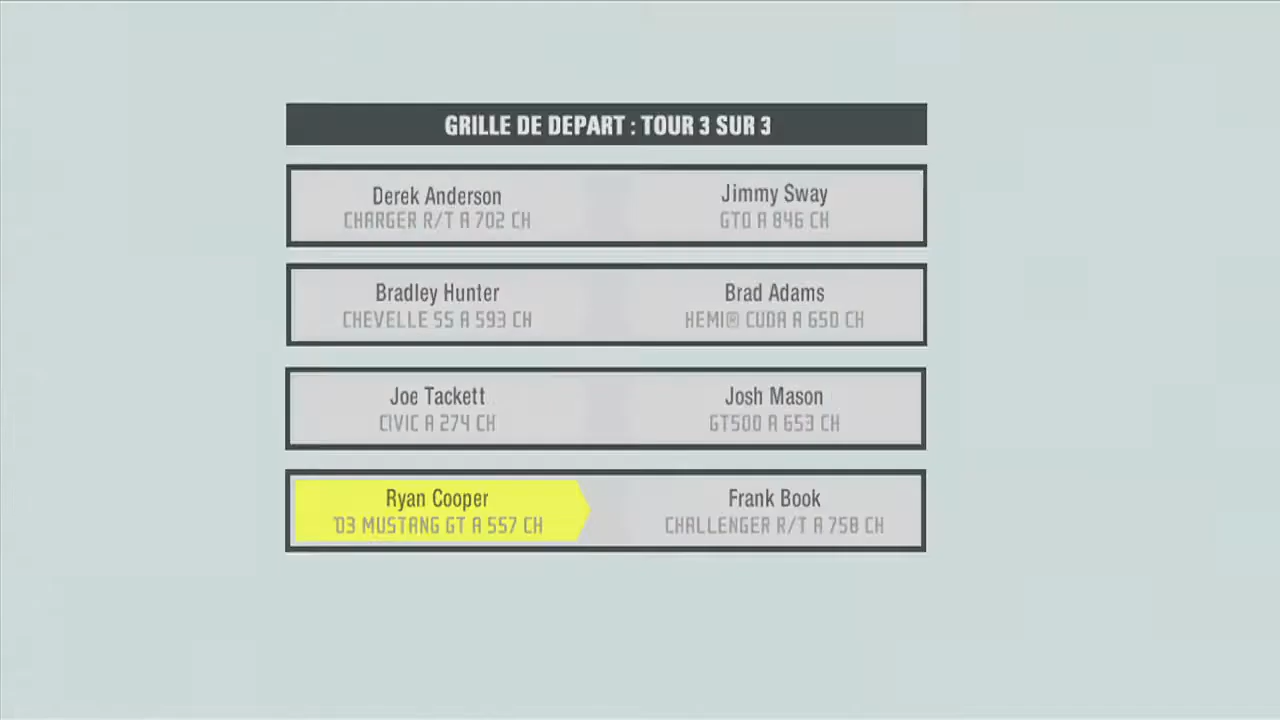 GRILLE DE DEPART : TOUR 3 SUR 3
Derek Anderson
CHARGER R/T A 702 CH
Jimmy Sway
GTO A 846 CH
Bradley Hunter
CHEVELLE SS A 593 CH
Brad Adams
HEMI® CUDA A 650 CH
Joe Tackett
CIVIC A 274 CH
Josh Mason
GT500 A 653 CH
Ryan Cooper
'03 MUSTANG GT A 557 CH
Frank Book
CHALLENGER R/T A 758 CH